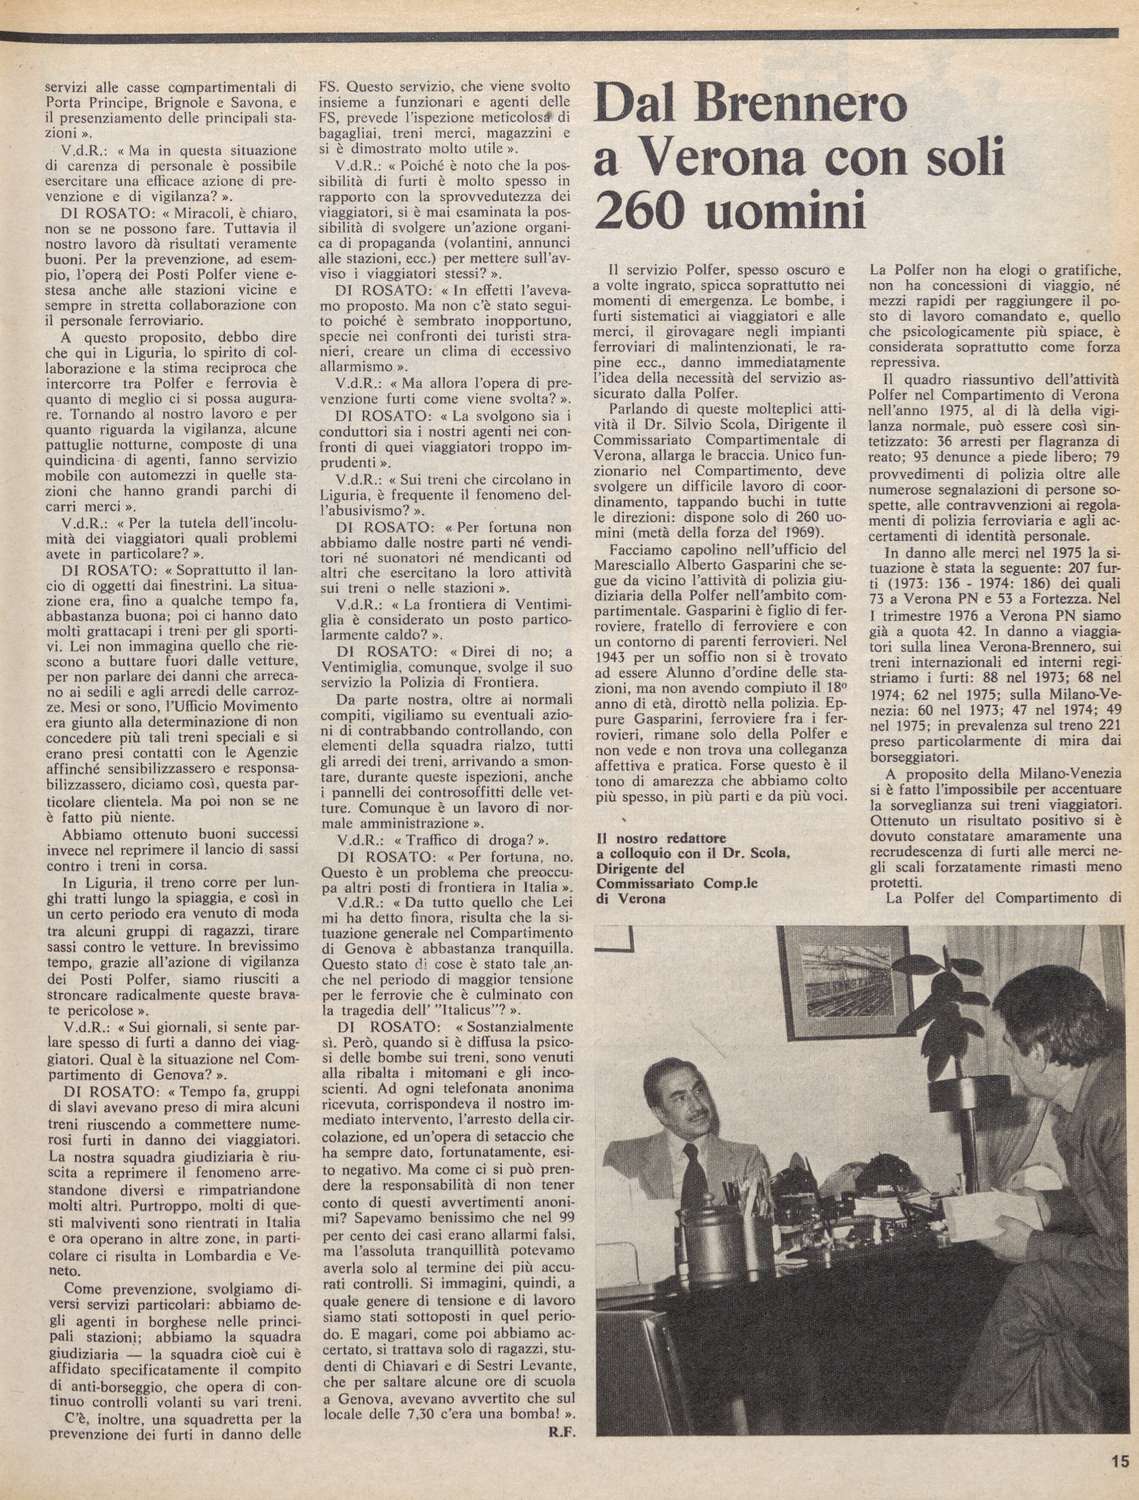 servizi alle casse compartimentali di
Porta Principe, Brignole e Savona, e
il presenziamento delle principali sta-
zioni ».
V.d.R.: « Ma in questa situazione
di carenza di personale è possibile
esercitare una efficace azione di pre-
venzione e di vigilanza? ».
DI ROSATO: « Miracoli, è chiaro,
non se ne possono fare. Tuttavia il
nostro lavoro dà risultati veramente
buoni. Per la prevenzione, ad esem-
pio, l'opera dei Posti Polfer viene e-
stesa anche alle stazioni vicine e
sempre in stretta collaborazione con
il personale ferroviario.
A questo proposito, debbo dire
che qui in Liguria, lo spirito di col-
laborazione e la stima reciproca che
intercorre tra Polfer e ferrovia è
quanto di meglio ci si possa augura-
re. Tornando al nostro lavoro e per
quanto riguarda la vigilanza, alcune
pattuglie notturne, composte di una
quindicina di agenti, fanno servizio
mobile con automezzi in quelle sta-
zioni che hanno grandi parchi di
carri merci ».
V.d.R.: « Per la tutela dell'incolu-
mità dei viaggiatori quali problemi
avete in particolare? ».
DI ROSATO: « Soprattutto il lan-
cio di oggetti dai finestrini. La situa-
zione era, fino a qualche tempo fa,
abbastanza buona; poi ci hanno dato
molti grattacapi i treni per gli sporti-
vi. Lei non immagina quello che rie-
scono a buttare fuori dalle vetture,
per non parlare dei danni che arreca-
no ai sedili e agli arredi delle carroz-
ze. Mesi or sono, l'Ufficio Movimento
era giunto alla determinazione di non
concedere più tali treni speciali e si
erano presi contatti con le Agenzie
affinché sensibilizzassero e responsa-
bilizzassero, diciamo così, questa par-
ticolare clientela. Ma poi non se ne
è fatto più niente.
Abbiamo ottenuto buoni successi
invece nel reprimere il lancio di sassi
contro i treni in corsa.
In Liguria, il treno corre per lun-
ghi tratti lungo la spiaggia, e così in
un certo periodo era venuto di moda
tra alcuni gruppi di ragazzi, tirare
sassi contro le vetture. In brevissimo
tempo, grazie all'azione di vigilanza
dei Posti Polfer, siamo riusciti a
stroncare radicalmente queste brava-
te pericolose ».
V.d.R.: « Sui giornali, si sente par-
lare spesso di furti a danno dei viag-
giatori. Qual è la situazione nel Com-
partimento di Genova? ».
DI ROSATO: « Tempo fa, gruppi
di slavi avevano preso di mira alcuni
treni riuscendo a commettere nume-
rosi furti in danno dei viaggiatori.
La nostra squadra giudiziaria è riu-
scita a reprimere il fenomeno arre-
standone diversi e rimpatriandone
molti altri. Purtroppo, molti di que-
sti malviventi sono rientrati in Italia
e ora operano in altre zone, in parti-
colare ci risulta in Lombardia e Ve-
neto.
Come prevenzione, svolgiamo di-
versi servizi particolari: abbiamo de-
gli agenti in borghese nelle princi-
pali stazioni; abbiamo la squadra
giudiziaria — la squadra cioè cui è
affidato specificatamente il compito
di anti-borseggio, che opera di con-
tinuo controlli volanti su vari treni.
C'è, inoltre, una squadretta per la
prevenzione dei furti in danno delle
FS. Questo servizio, che viene svolto
insieme a funzionari e agenti delle
FS, prevede l'ispezione meticolosa di
bagagliai, treni merci, magazzini e
si è dimostrato molto utile ».
V.d.R.: « Poiché è noto che la pos-
sibilità di furti è molto spesso in
rapporto con la sprovvedutezza dei
viaggiatori, si è mai esaminata la pos-
sibilità di svolgere un'azione organi-
ca di propaganda (volantini, annunci
alle stazioni, ecc.) per mettere sull'av-
viso i viaggiatori stessi? ».
DI ROSATO: « In effetti l'aveva-
mo proposto. Ma non c'è stato segui-
to poiché è sembrato inopportuno,
specie nei confronti dei turisti stra-
nieri, creare un clima di eccessivo
allarmismo ».
V.d.R.: « Ma allora l'opera di pre-
venzione furti come viene svolta? ».
DI ROSATO: « La svolgono sia i
conduttori sia i nostri agenti nei con-
fronti di quei viaggiatori troppo im-
prudenti ».
V.d.R.: « Sui treni che circolano in
Liguria, è frequente il fenomeno del-
l'abusivismo? ».
DI ROSATO: « Per fortuna non
abbiamo dalle nostre parti né vendi-
tori né suonatori né mendicanti od
altri che esercitano la loro attività
sui treni o nelle stazioni ».
V.d.R.: « La frontiera di Ventimi-
glia è considerato un posto partico-
larmente caldo? ».
DI ROSATO: « Direi di no; a
Ventimiglia, comunque, svolge il suo
servizio la Polizia di Frontiera.
Da parte nostra, oltre ai normali
compiti, vigiliamo su eventuali azio-
ni di contrabbando controllando, con
elementi della squadra rialzo, tutti
gli arredi dei treni, arrivando a smon-
tare, durante queste ispezioni, anche
i pannelli dei controsoffitti delle vet-
ture. Comunque è un lavoro di nor-
male amministrazione ».
V.d.R.: « Traffico di droga? ».
DI ROSATO: « Per fortuna, no.
Questo è un problema che preoccu-
pa altri posti di frontiera in Italia ».
V.d.R.: « Da tutto quello che Lei
mi ha detto finora, risulta che la si-
tuazione generale nel Compartimento
di Genova è abbastanza tranquilla.
Questo stato di cose è stato tale an-
che nel periodo di maggior tensione
per le ferrovie che è culminato con
la tragedia dell' "Italicus"? ».
DI ROSATO: « Sostanzialmente
sì. Però, quando si è diffusa la psico-
si delle bombe sui treni, sono venuti
alla ribalta i mitomani e gli inco-
scienti. Ad ogni telefonata anonima
ricevuta, corrispondeva il nostro im-
mediato intervento, l'arresto della cir-
colazione, ed un'opera di setaccio che
ha sempre dato, fortunatamente, esi-
to negativo. Ma come ci si può pren-
dere la responsabilità di non tener
conto di questi avvertimenti anoni-
mi? Sapevamo benissimo che nel 99
per cento dei casi erano allarmi falsi,
ma l'assoluta tranquillità potevamo
averla solo al termine dei più accu-
rati controlli. Si immagini, quindi, a
quale genere di tensione e di lavoro
siamo stati sottoposti in quel perio-
do. E magari, come poi abbiamo ac-
certato, si trattava solo di ragazzi, stu-
denti di Chiavari e di Sestri Levante,
che per saltare alcune ore di scuola
a Genova, avevano avvertito che sul
locale delle 7,30 c'era una bomba! ».
R.F.
Dal Brennero
a Verona con soli
260 uomini
Il servizio Polfer, spesso oscuro e
a volte ingrato, spicca soprattutto nei
momenti di emergenza. Le bombe, i
furti sistematici ai viaggiatori e alle
merci, il girovagare negli impianti
ferroviari di malintenzionati, le ra-
pine ecc., danno immediatamente
l'idea della necessità del servizio as-
sicurato dalla Polfer.
Parlando di queste molteplici atti-
vità il Dr. Silvio Scola, Dirigente il
Commissariato Compartimentale di
Verona, allarga le braccia. Unico fun-
zionario nel Compartimento, deve
svolgere un difficile lavoro di coor-
dinamento, tappando buchi in tutte
le direzioni: dispone solo di 260 uo-
mini (metà della forza del 1969).
Facciamo capolino nell'ufficio del
Maresciallo Alberto Gasparini che se-
gue da vicino l'attività di polizia giu-
diziaria della Polfer nell'ambito com-
partimentale. Gasparini è figlio di fer-
roviere, fratello di ferroviere e con
un contorno di parenti ferrovieri. Nel
1943 per un soffio non si è trovato
ad essere Alunno d'ordine delle sta-
zioni, ma non avendo compiuto il 18º
anno di età, dirottò nella polizia. Ep-
pure Gasparini, ferroviere fra i fer-
rovieri, rimane solo della Polfer e
non vede e non trova una colleganza
affettiva e pratica. Forse questo è il
tono di amarezza che abbiamo colto
più spesso, in più parti e da più voci.
La Polfer non ha elogi o gratifiche,
non ha concessioni di viaggio, né
mezzi rapidi per raggiungere il po-
sto di lavoro comandato e, quello
che psicologicamente più spiace, è
considerata soprattutto come forza
repressiva.
Il quadro riassuntivo dell'attività
Polfer nel Compartimento di Verona
nell'anno 1975, al di là della vigi-
lanza normale, può essere così sin-
tetizzato: 36 arresti per flagranza di
reato; 93 denunce a piede libero; 79
provvedimenti di polizia oltre alle
numerose segnalazioni di persone so-
spette, alle contravvenzioni ai regola-
menti di polizia ferroviaria e agli ac-
certamenti di identità personale.
In danno alle merci nel 1975 la si-
tuazione è stata la seguente: 207 fur-
ti (1973: 136 - 1974: 186) dei quali
73 a Verona PN e 53 a Fortezza. Nel
I trimestre 1976 a Verona PN siamo
già a quota 42. In danno a viaggia-
tori sulla linea Verona-Brennero, sui
treni internazionali ed interni regi-
striamo i furti: 88 nel 1973; 68 nel
1974; 62 nel 1975; sulla Milano-Ve-
nezia: 60 nel 1973; 47 nel 1974; 49
nel 1975; in prevalenza sul treno 221
preso particolarmente di mira dai
borseggiatori.
A proposito della Milano-Venezia
si è fatto l'impossibile per accentuare
la sorveglianza sui treni viaggiatori.
Ottenuto un risultato positivo si è
dovuto constatare amaramente una
recrudescenza di furti alle merci ne-
gli scali forzatamente rimasti meno
protetti.
La Polfer del Compartimento di
Il nostro redattore
a colloquio con il Dr. Scola,
Dirigente del
Commissariato Comp.le
di Verona
15